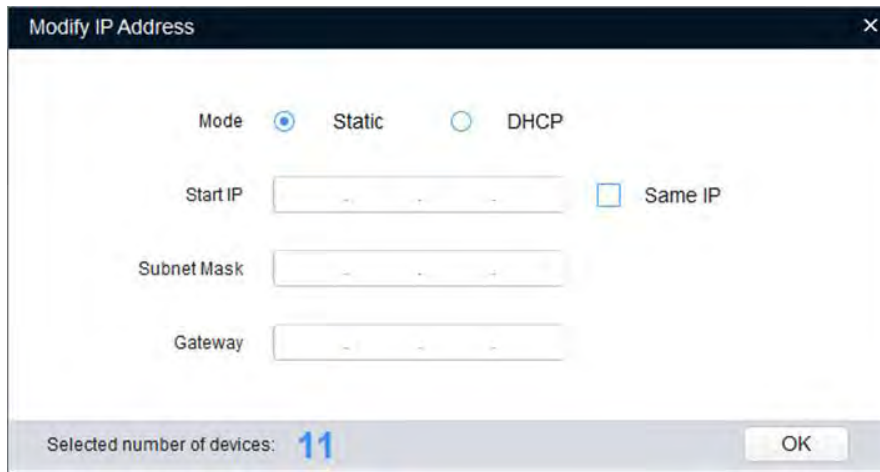 Modify IP Address
Mode Static DHCP
Start IP . . . Same IP
Subnet Mask . . .
Gateway . . .
Selected number of devices: 11 OK